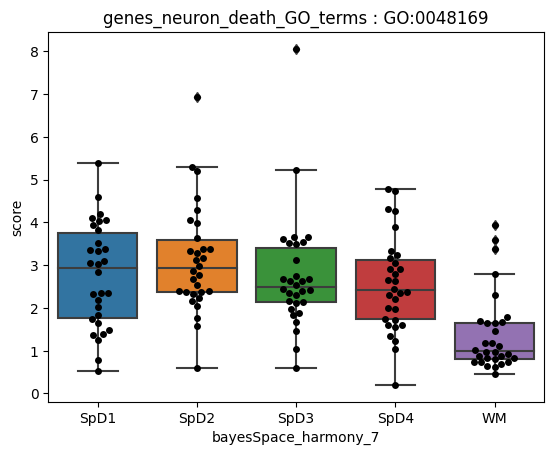 genes_neuron_death_GO_terms : GO:0048169
8
7
6
5
4
3
2
1
0
score
SpD1 SpD2 SpD3 SpD4 WM
bayesSpace_harmony_7